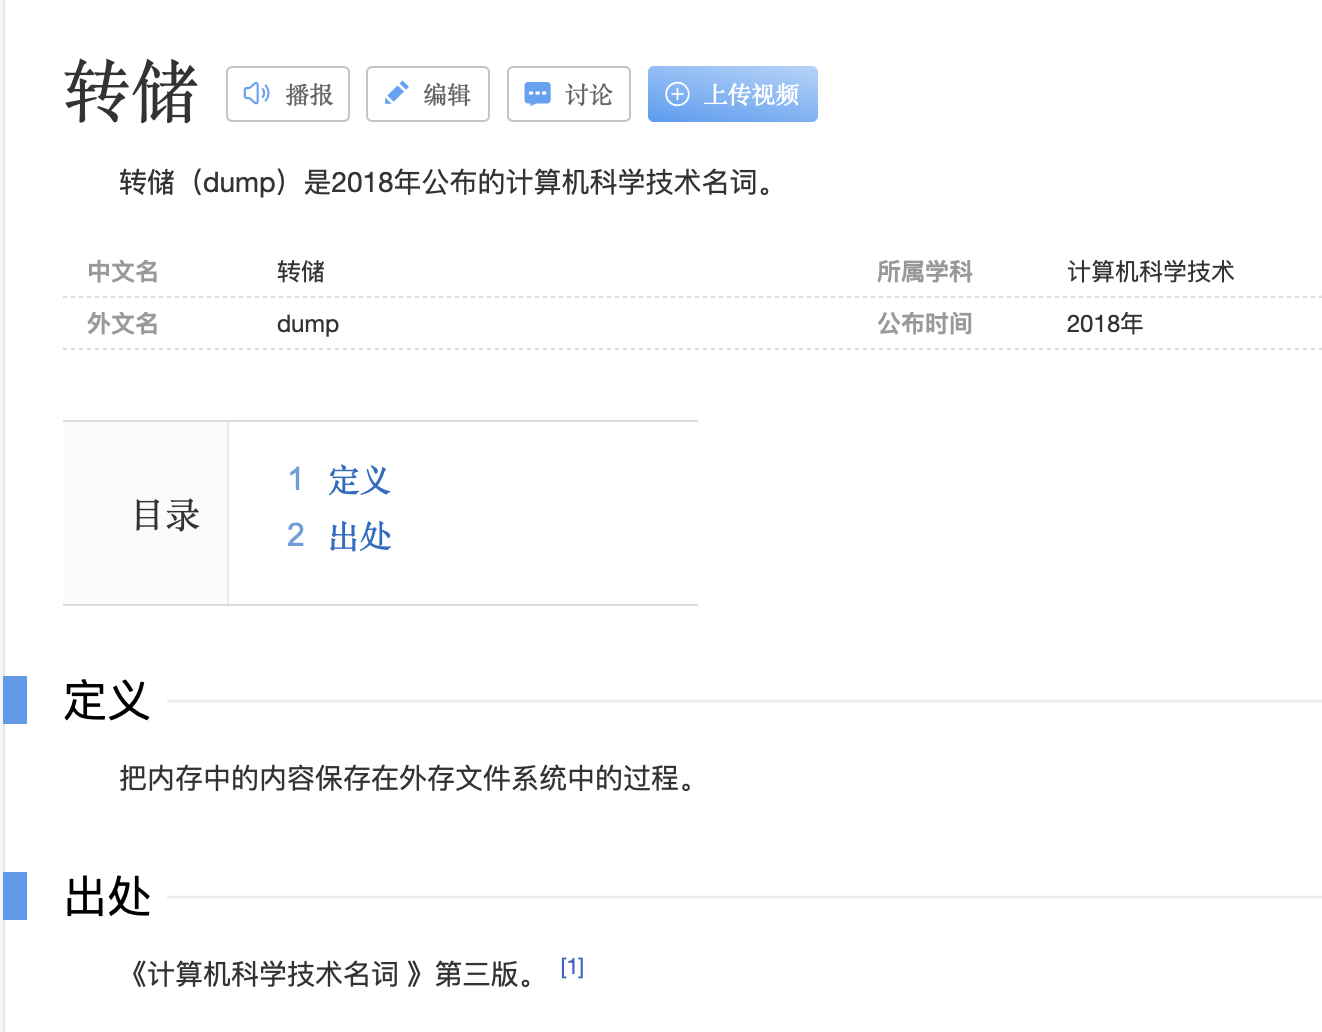 转储 播报 编辑 讨论 上传视频
转储（dump）是2018年公布的计算机科学技术名词。
中文名 转储 所属学科 计算机科学技术
外文名 dump 公布时间 2018年
目录
1 定义
2 出处
定义
把内存中的内容保存在外存文件系统中的过程。
出处
《计算机科学技术名词 》第三版。 [1]